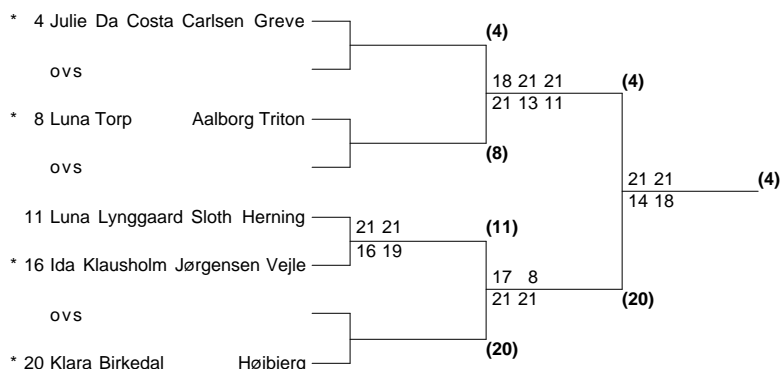 * 4 Julie Da Costa Carlsen Greve
(4)
ovs
18 21 21
(4)
21 13 11
* 8 Luna Torp Aalborg Triton
ovs
(8)
21 21
(4)
14 18
11 Luna Lynggaard Sloth Herning
21 21
(11)
16 19
* 16 Ida Klausholm Jørgensen Vejle
17 8
21 21
(20)
ovs
(20)
* 20 Klara Birkedal Højbjerg